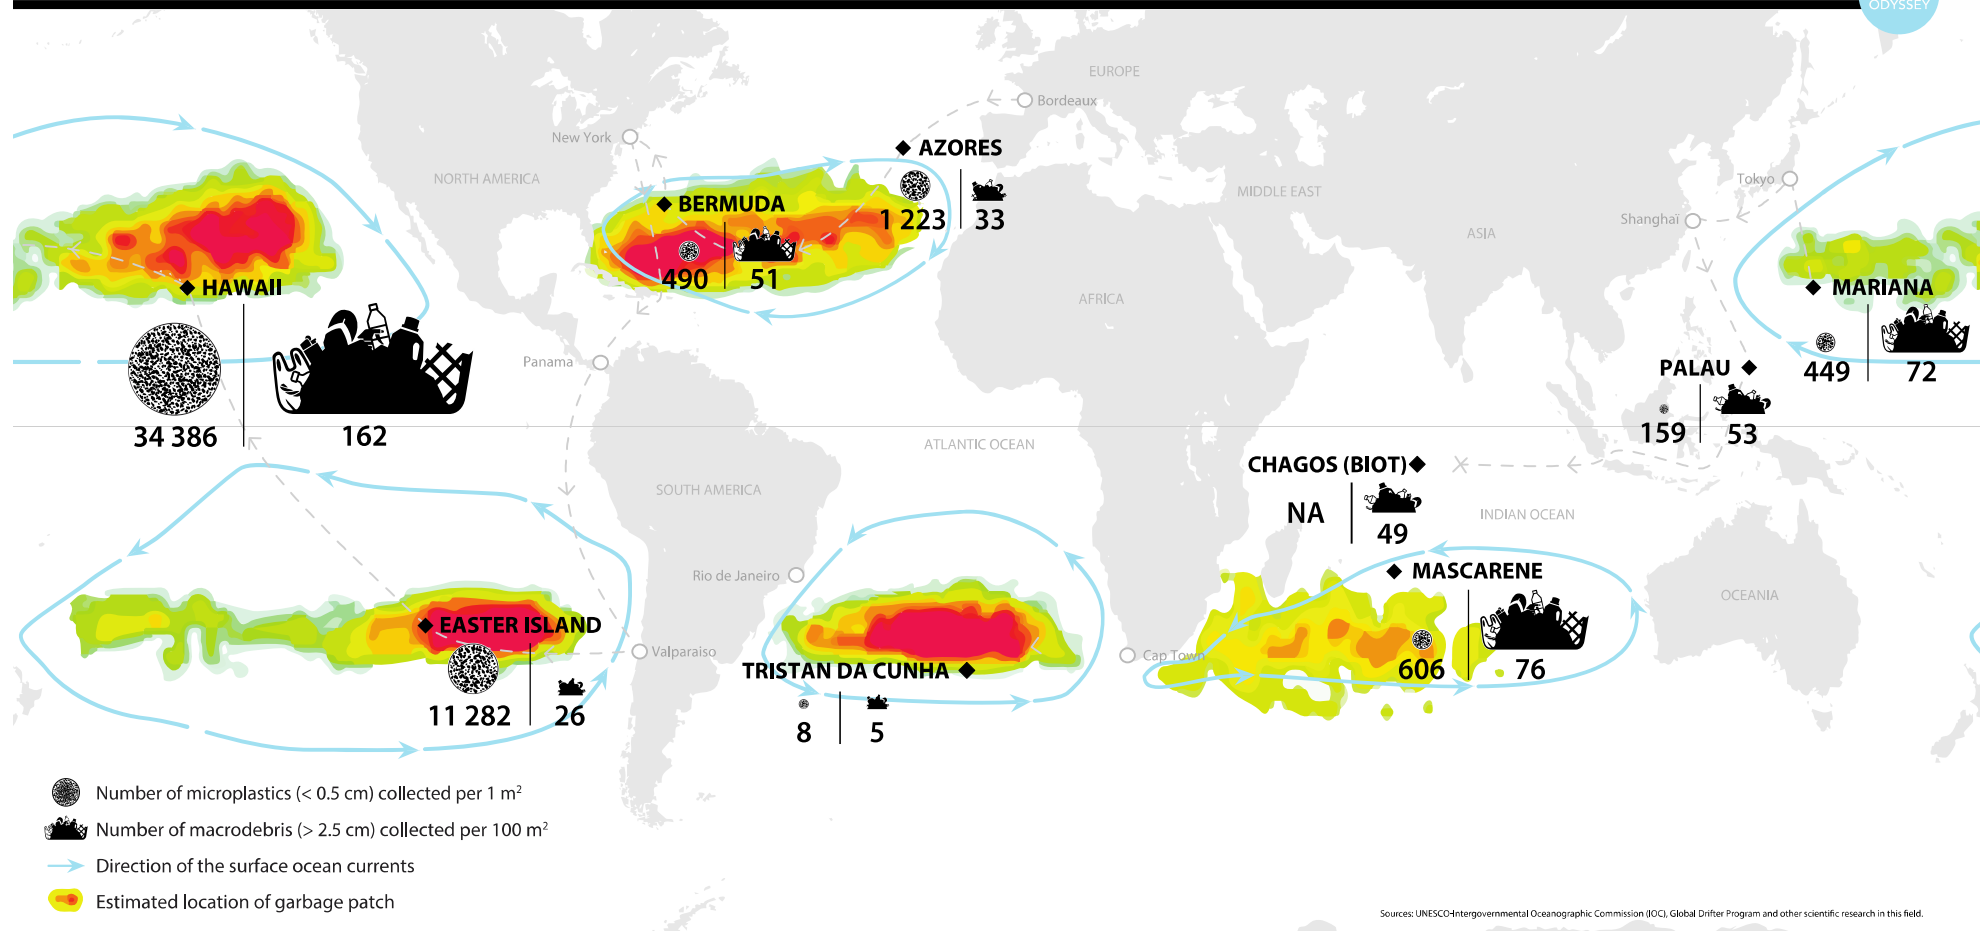 ODYSSEY
EUROPE
Bordeaux
New York
AZORES
NORTH AMERICA
Tokyo
MIDDLE EAST
BERMUDA
1 223
33
Shanghaï
ASIA
490
51
HAWAII
AFRICA
MARIANA
Panama
PALAU
449
72
34 386
162
159
53
ATLANTIC OCEAN
CHAGOS (BIOT)
SOUTH AMERICA
NA
49
INDIAN OCEAN
Rio de Janeiro
MASCARENE
OCEANIA
EASTER ISLAND
Valparaiso
Cap Town
TRISTAN DA CUNHA
606
76
11 282
26
8
5
Number of microplastics (< 0.5 cm) collected per 1 m²
Number of macrodebris (> 2.5 cm) collected per 100 m²
Direction of the surface ocean currents
Estimated location of garbage patch
Sources: UNESCO-Intergovernmental Oceanographic Commission (IOC), Global Drifter Program and other scientific research in this field.